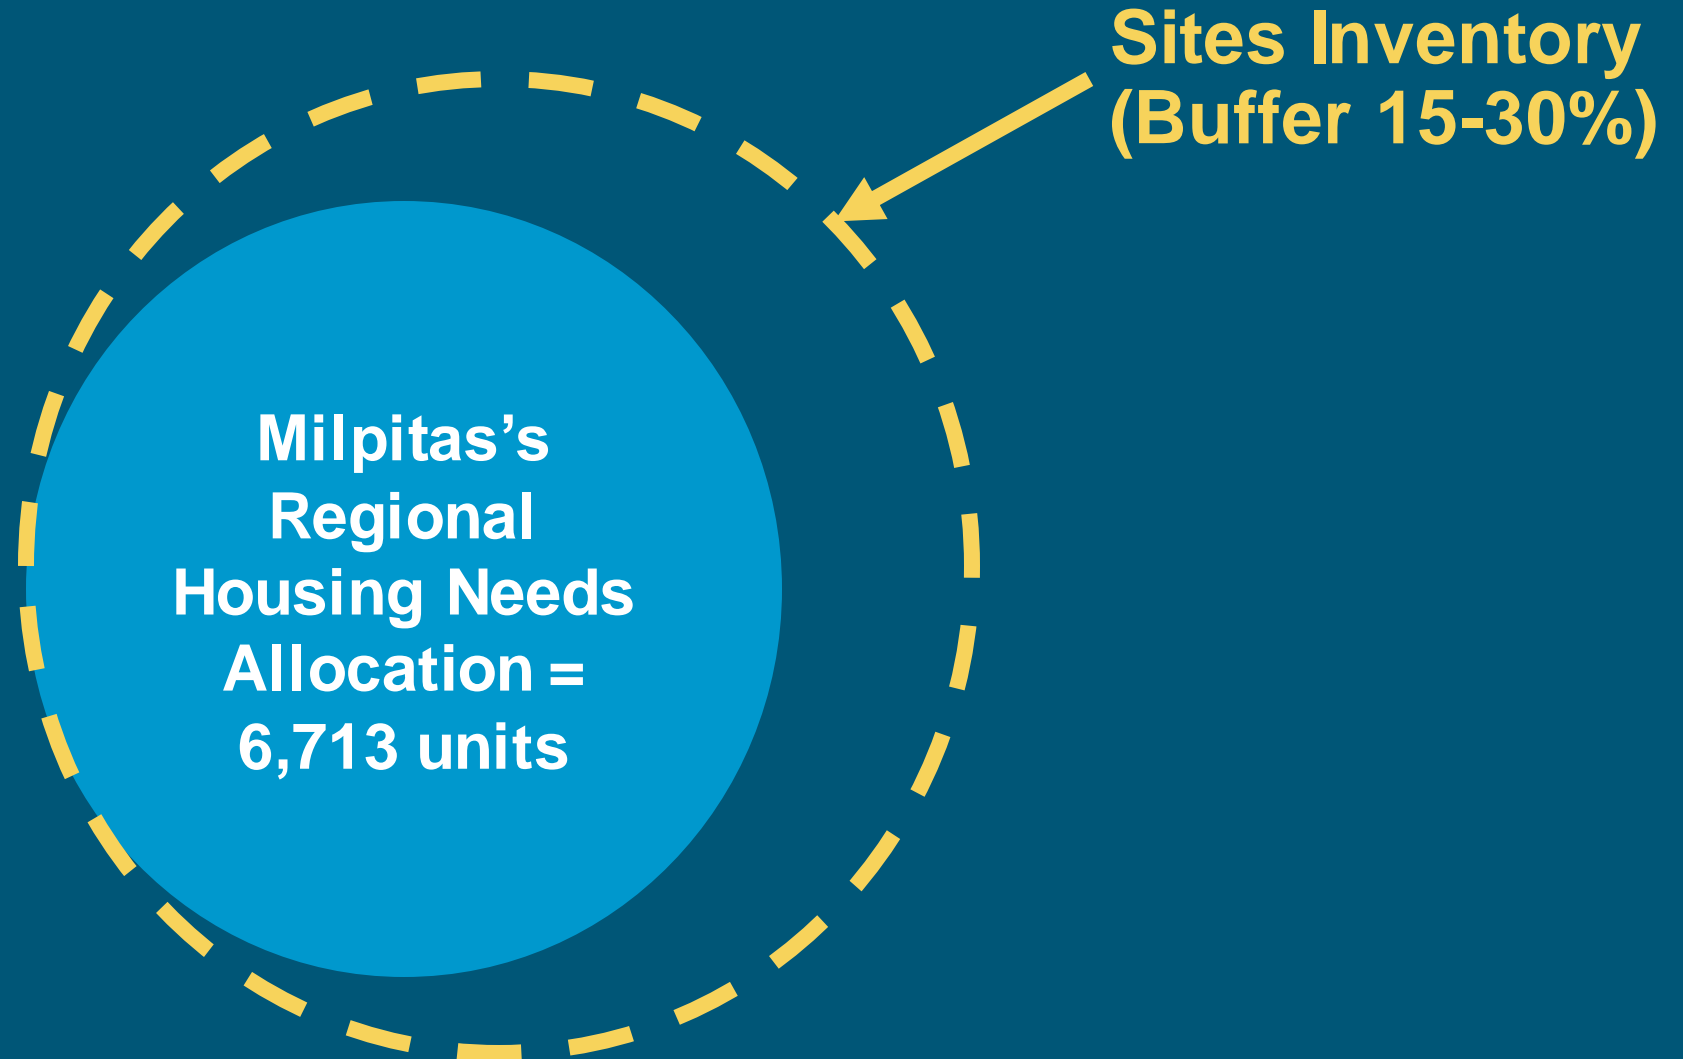 Sites Inventory
(Buffer 15-30%)
Milpitas’s
Regional
Housing Needs
Allocation =
6,713 units